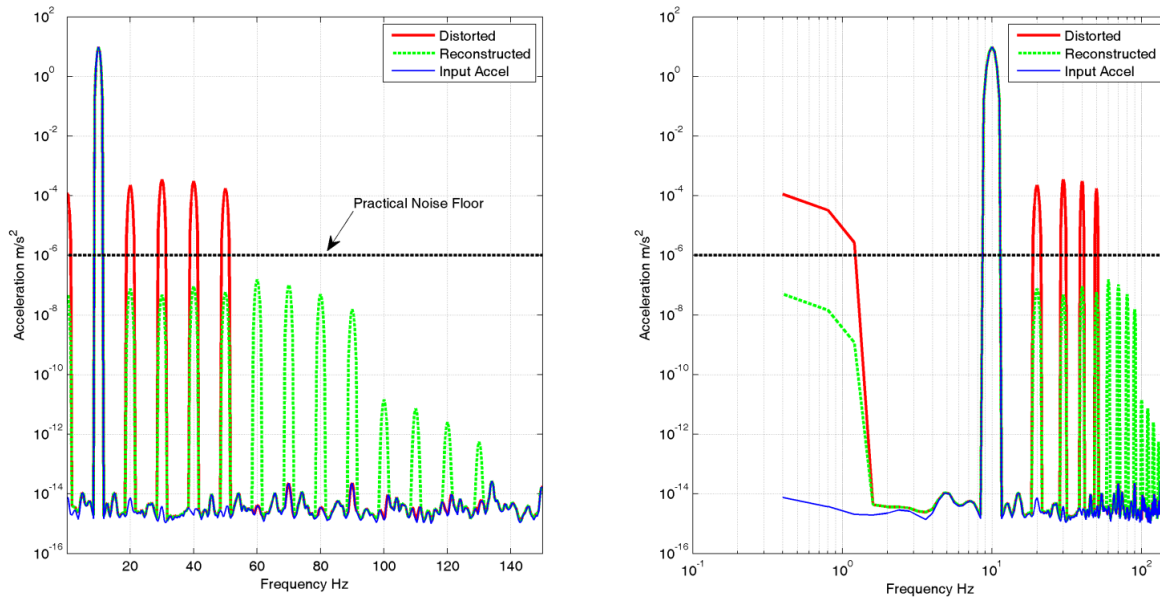 10^2
10^0
10^-2
10^-4
10^-6
10^-8
10^-10
10^-12
10^-14
10^-16
Acceleration m/s²
Distorted
Reconstructed
Input Accel
Practical Noise Floor
20 40 60 80 100 120 140
Frequency Hz
10^2
10^0
10^-2
10^-4
10^-6
10^-8
10^-10
10^-12
10^-14
10^-16
Acceleration m/s²
Distorted
Reconstructed
Input Accel
10^-1 10^0 10^1 10^2
Frequency Hz